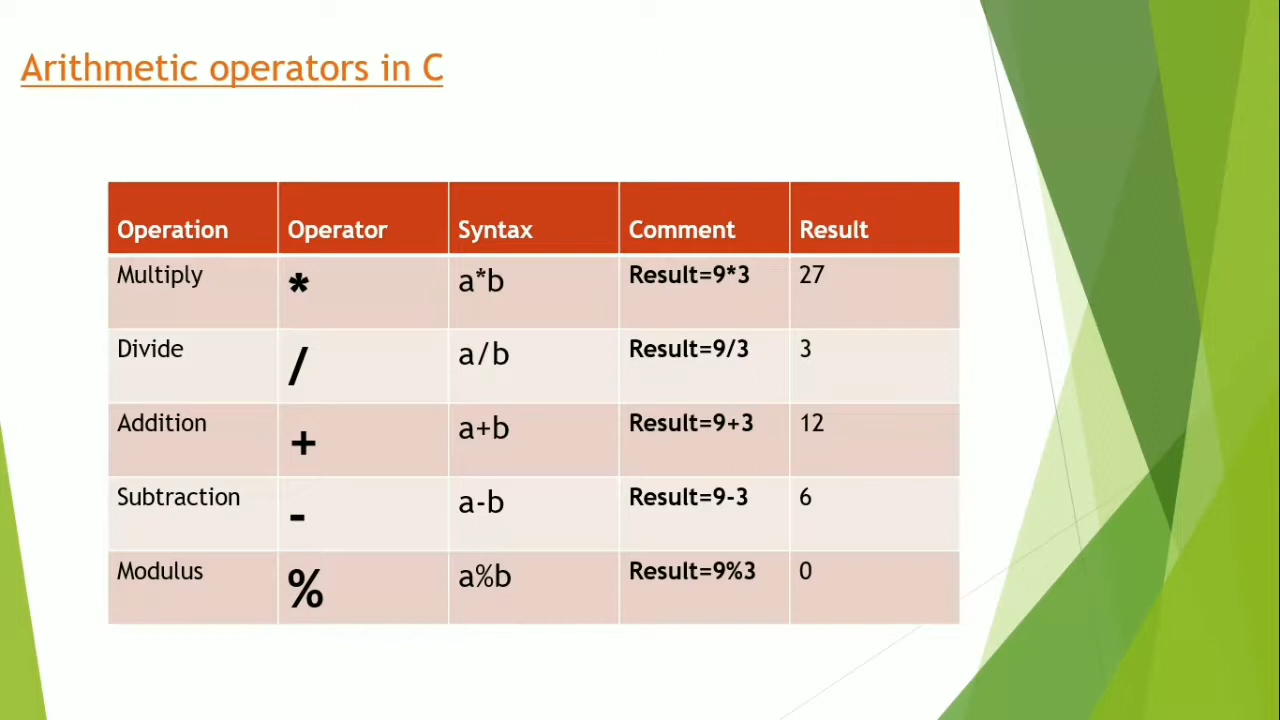 Arithmetic operators in C
Operation Operator Syntax Comment Result
Multiply * a*b Result=9*3 27
Divide / a/b Result=9/3 3
Addition + a+b Result=9+3 12
Subtraction - a-b Result=9-3 6
Modulus % a%b Result=9%3 0